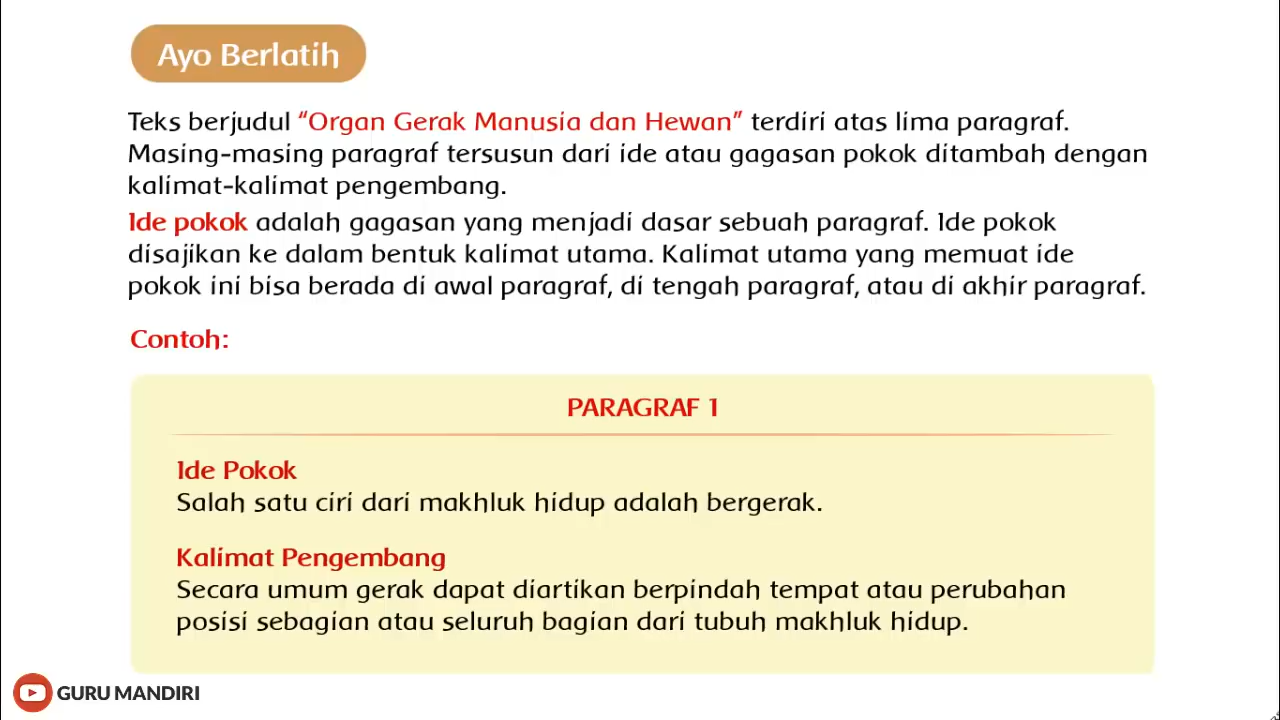 Ayo Berlatih
Teks berjudul “Organ Gerak Manusia dan Hewan” terdiri atas lima paragraf.
Masing-masing paragraf tersusun dari ide atau gagasan pokok ditambah dengan
kalimat-kalimat pengembang.
Ide pokok adalah gagasan yang menjadi dasar sebuah paragraf. Ide pokok
disajikan ke dalam bentuk kalimat utama. Kalimat utama yang memuat ide
pokok ini bisa berada di awal paragraf, di tengah paragraf, atau di akhir paragraf.
Contoh:
PARAGRAF 1
Ide Pokok
Salah satu ciri dari makhluk hidup adalah bergerak.
Kalimat Pengembang
Secara umum gerak dapat diartikan berpindah tempat atau perubahan
posisi sebagian atau seluruh bagian dari tubuh makhluk hidup.
GURU MANDIRI